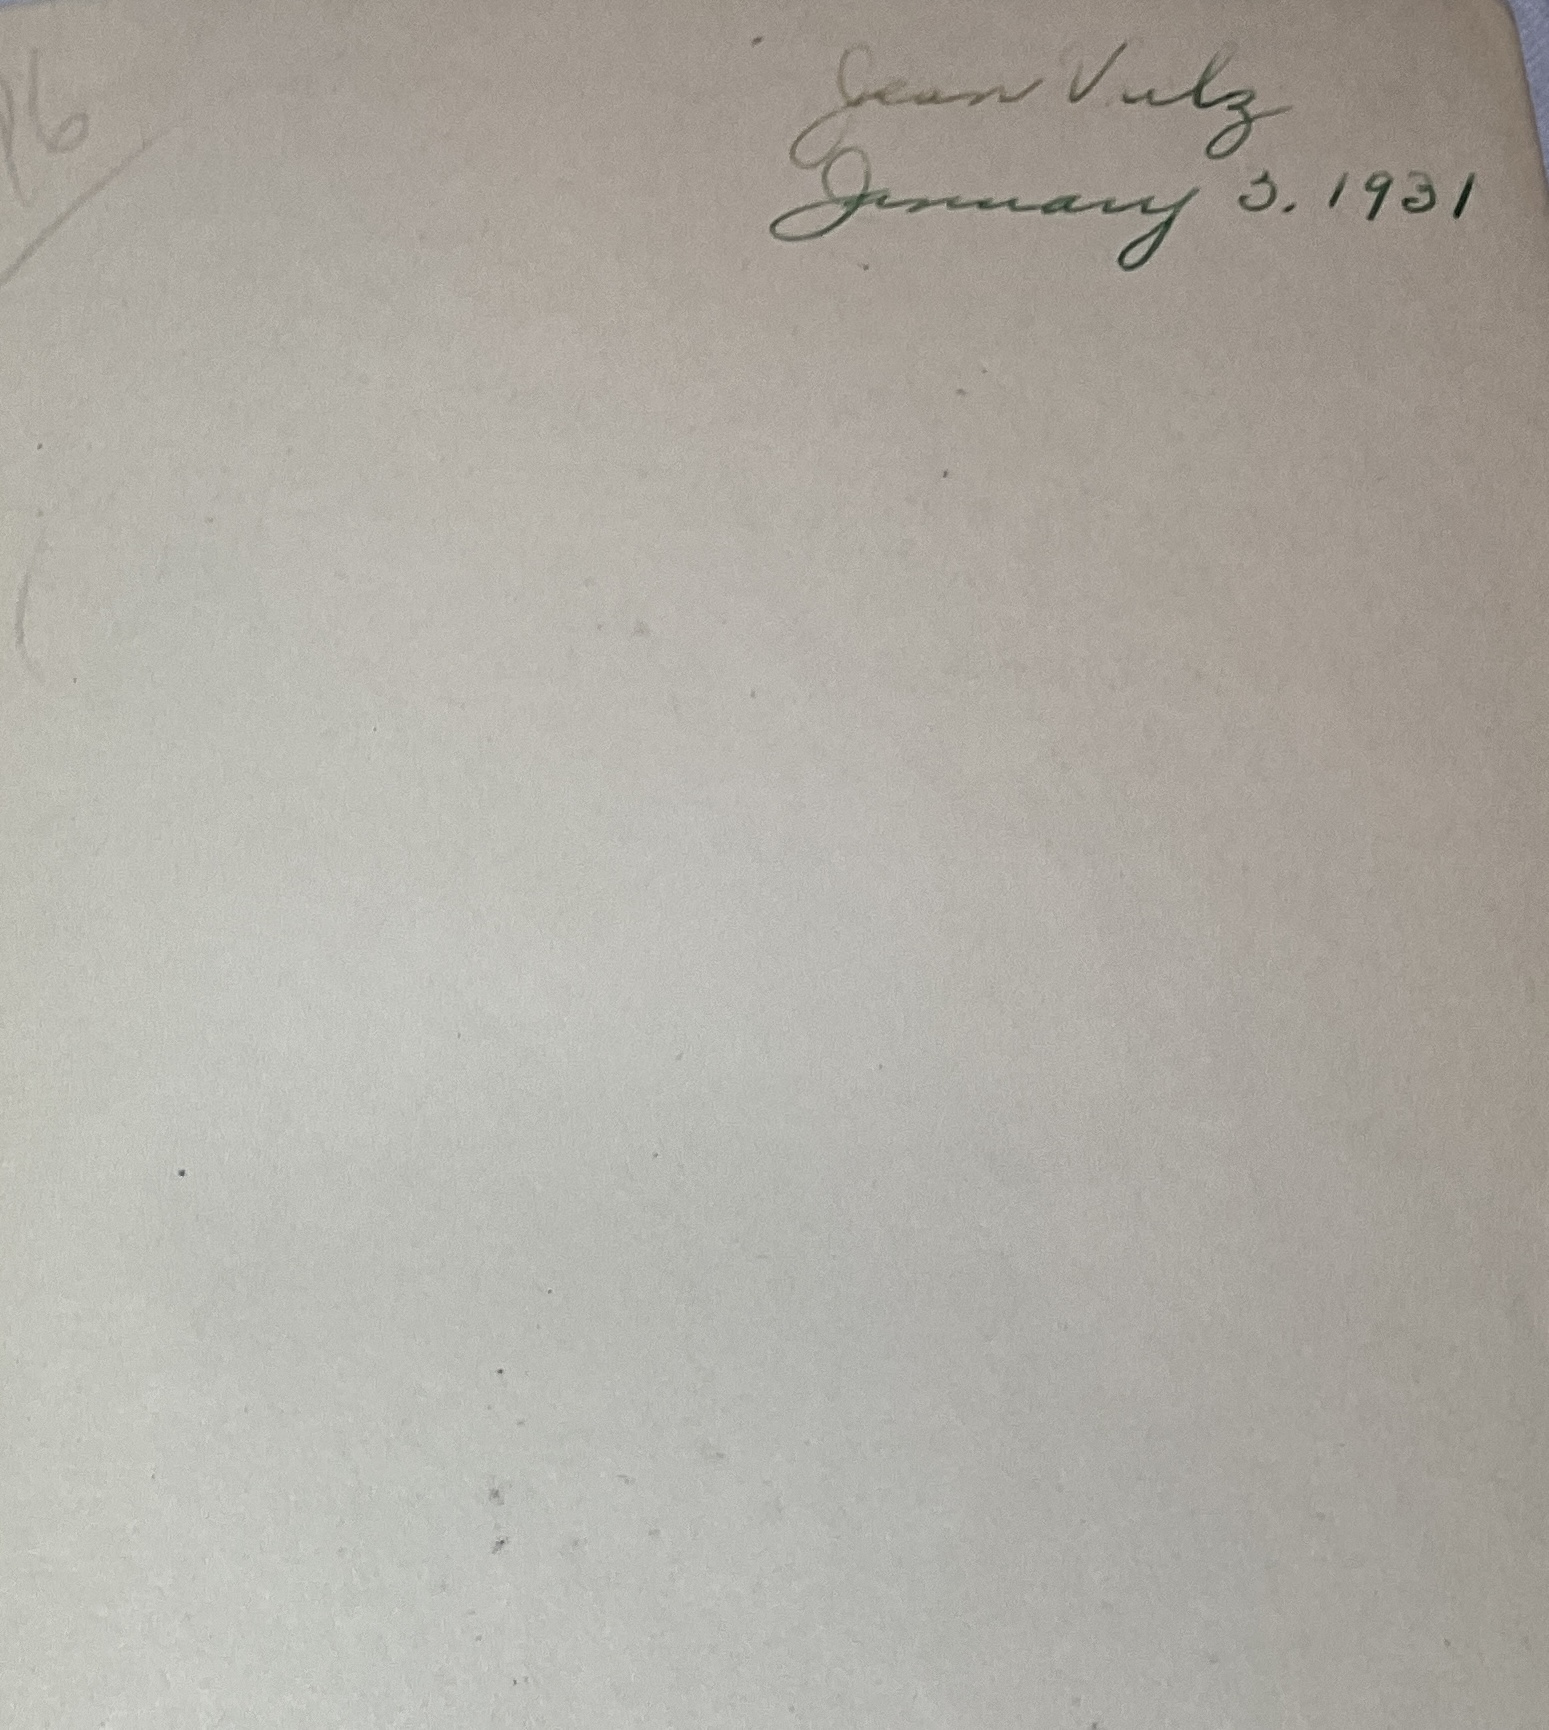 Jean Vulz
January 3. 1931